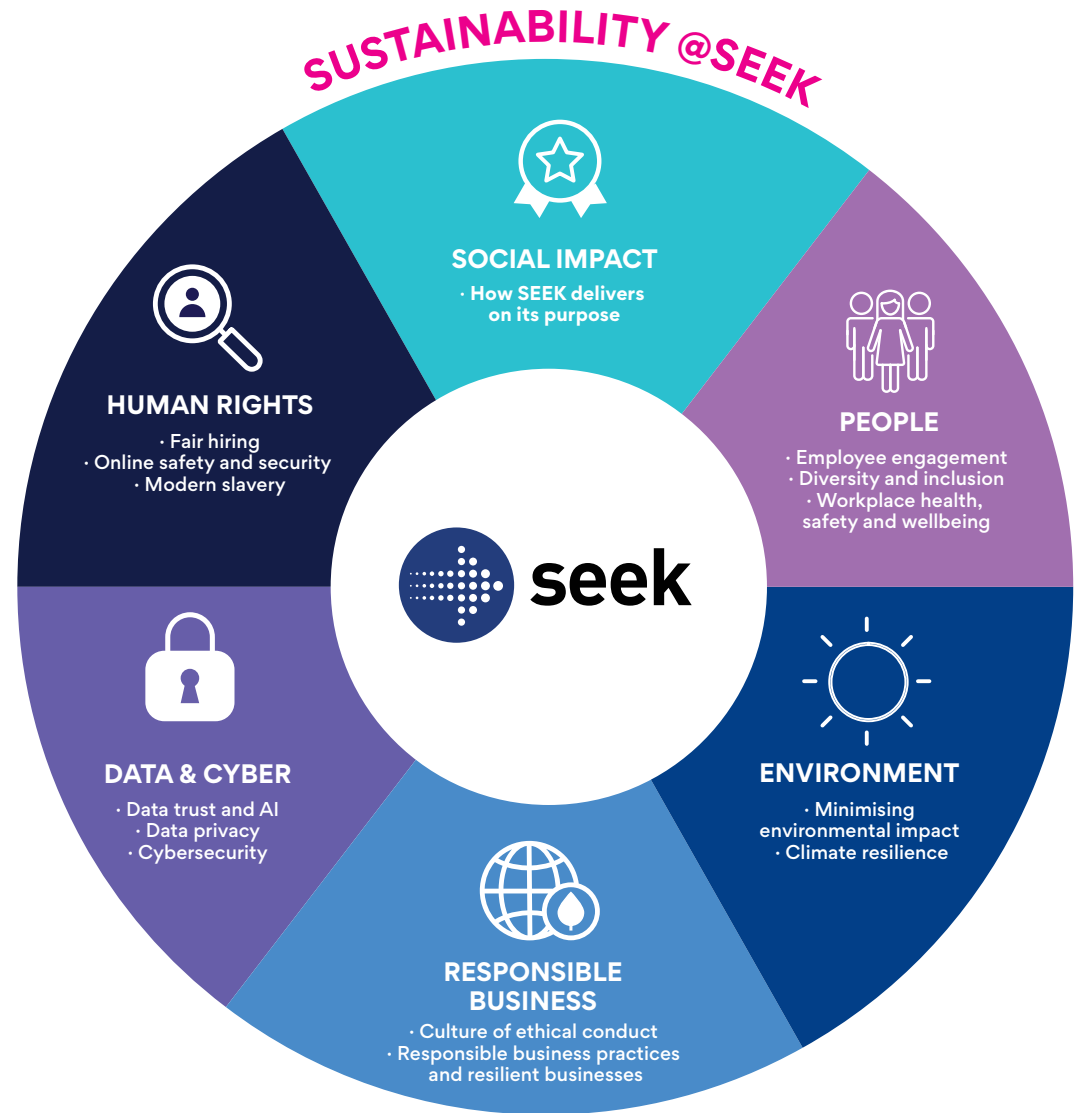 SUSTAINABILITY @SEEK
SOCIAL IMPACT
· How SEEK delivers
on its purpose
PEOPLE
· Employee engagement
· Diversity and inclusion
· Workplace health,
safety and wellbeing
ENVIRONMENT
· Minimising
environmental impact
· Climate resilience
RESPONSIBLE
BUSINESS
· Culture of ethical conduct
· Responsible business practices
and resilient businesses
DATA & CYBER
· Data trust and AI
· Data privacy
· Cybersecurity
HUMAN RIGHTS
· Fair hiring
· Online safety and security
· Modern slavery
seek